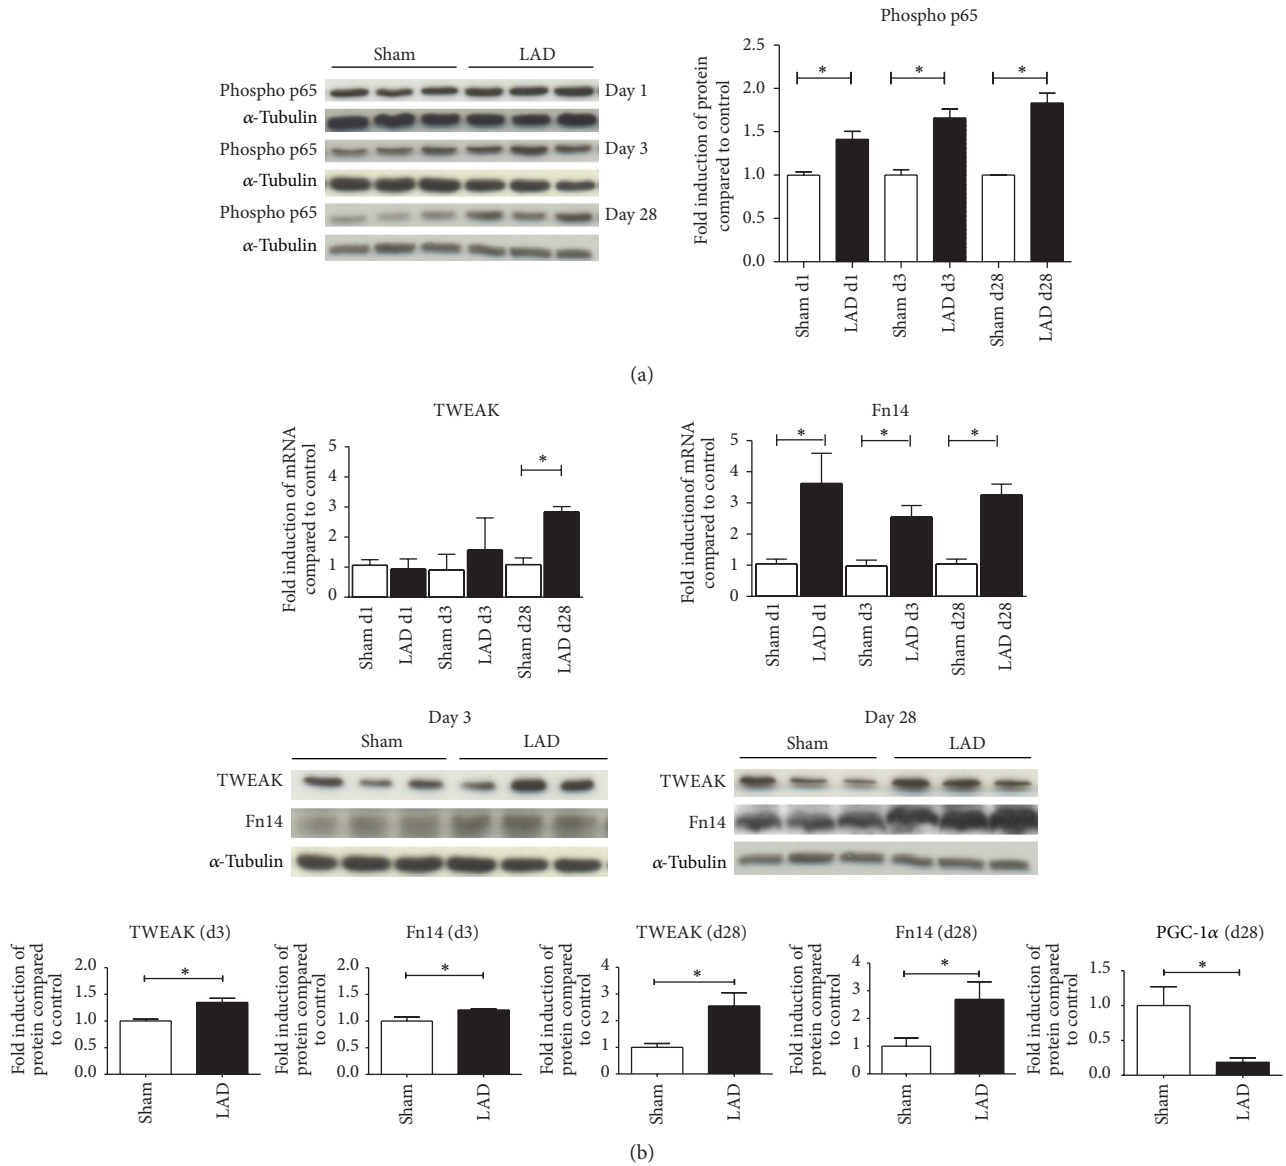 Sham LAD
Phospho p65 Day 1
α-Tubulin
Phospho p65 Day 3
α-Tubulin
Phospho p65 Day 28
α-Tubulin
Phospho p65
Fold induction of protein
compared to control
2.5
2.0
1.5
1.0
0.5
0.0
* * *
Sham d1
LAD d1
Sham d3
LAD d3
Sham d28
LAD d28
(a)
TWEAK
Fold induction of mRNA
compared to control
5
4
3
2
1
0
*
Sham d1
LAD d1
Sham d3
LAD d3
Sham d28
LAD d28
Fn14
Fold inductionof mRNA
compared to control
5
4
3
2
1
0
* * *
Sham d1
LAD d1
Sham d3
LAD d3
Sham d28
LAD d28
Day 3
Sham LAD
TWEAK
Fn14
α-Tubulin
Day 28
Sham LAD
TWEAK
Fn14
α-Tubulin
TWEAK (d3)
Fold induction of
protein compared
to control
2.0
1.5
1.0
0.5
0.0
*
Sham
LAD
Fn14 (d3)
Fold induction of
protein compared
to control
2.0
1.5
1.0
0.5
0.0
*
Sham
LAD
TWEAK (d28)
Fold induction of
protein compared
to control
4
3
2
1
0
*
Sham
LAD
Fn14 (d28)
Fold induction of
protein compared
to control
4
3
2
1
0
*
Sham
LAD
PGC-1α (d28)
Fold induction of
protein compared
to control
1.5
1.0
0.5
0.0
*
Sham
LAD
(b)